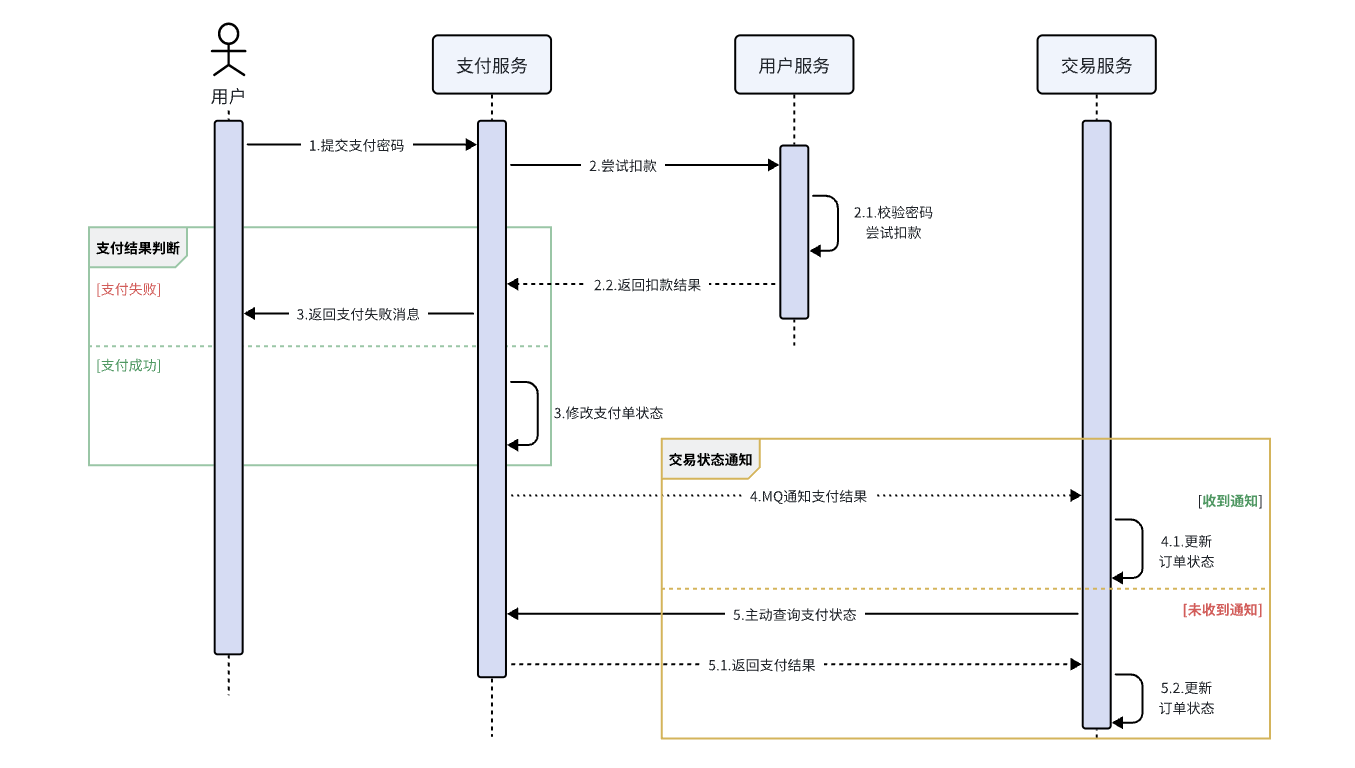 用户
支付服务
用户服务
交易服务
1.提交支付密码
2.尝试扣款
2.1.校验密码
尝试扣款
支付结果判断
[支付失败]
2.2.返回扣款结果
3.返回支付失败消息
[支付成功]
3.修改支付单状态
交易状态通知
4.MQ通知支付结果
[收到通知]
4.1.更新
订单状态
[未收到通知]
5.主动查询支付状态
5.1.返回支付结果
5.2.更新
订单状态